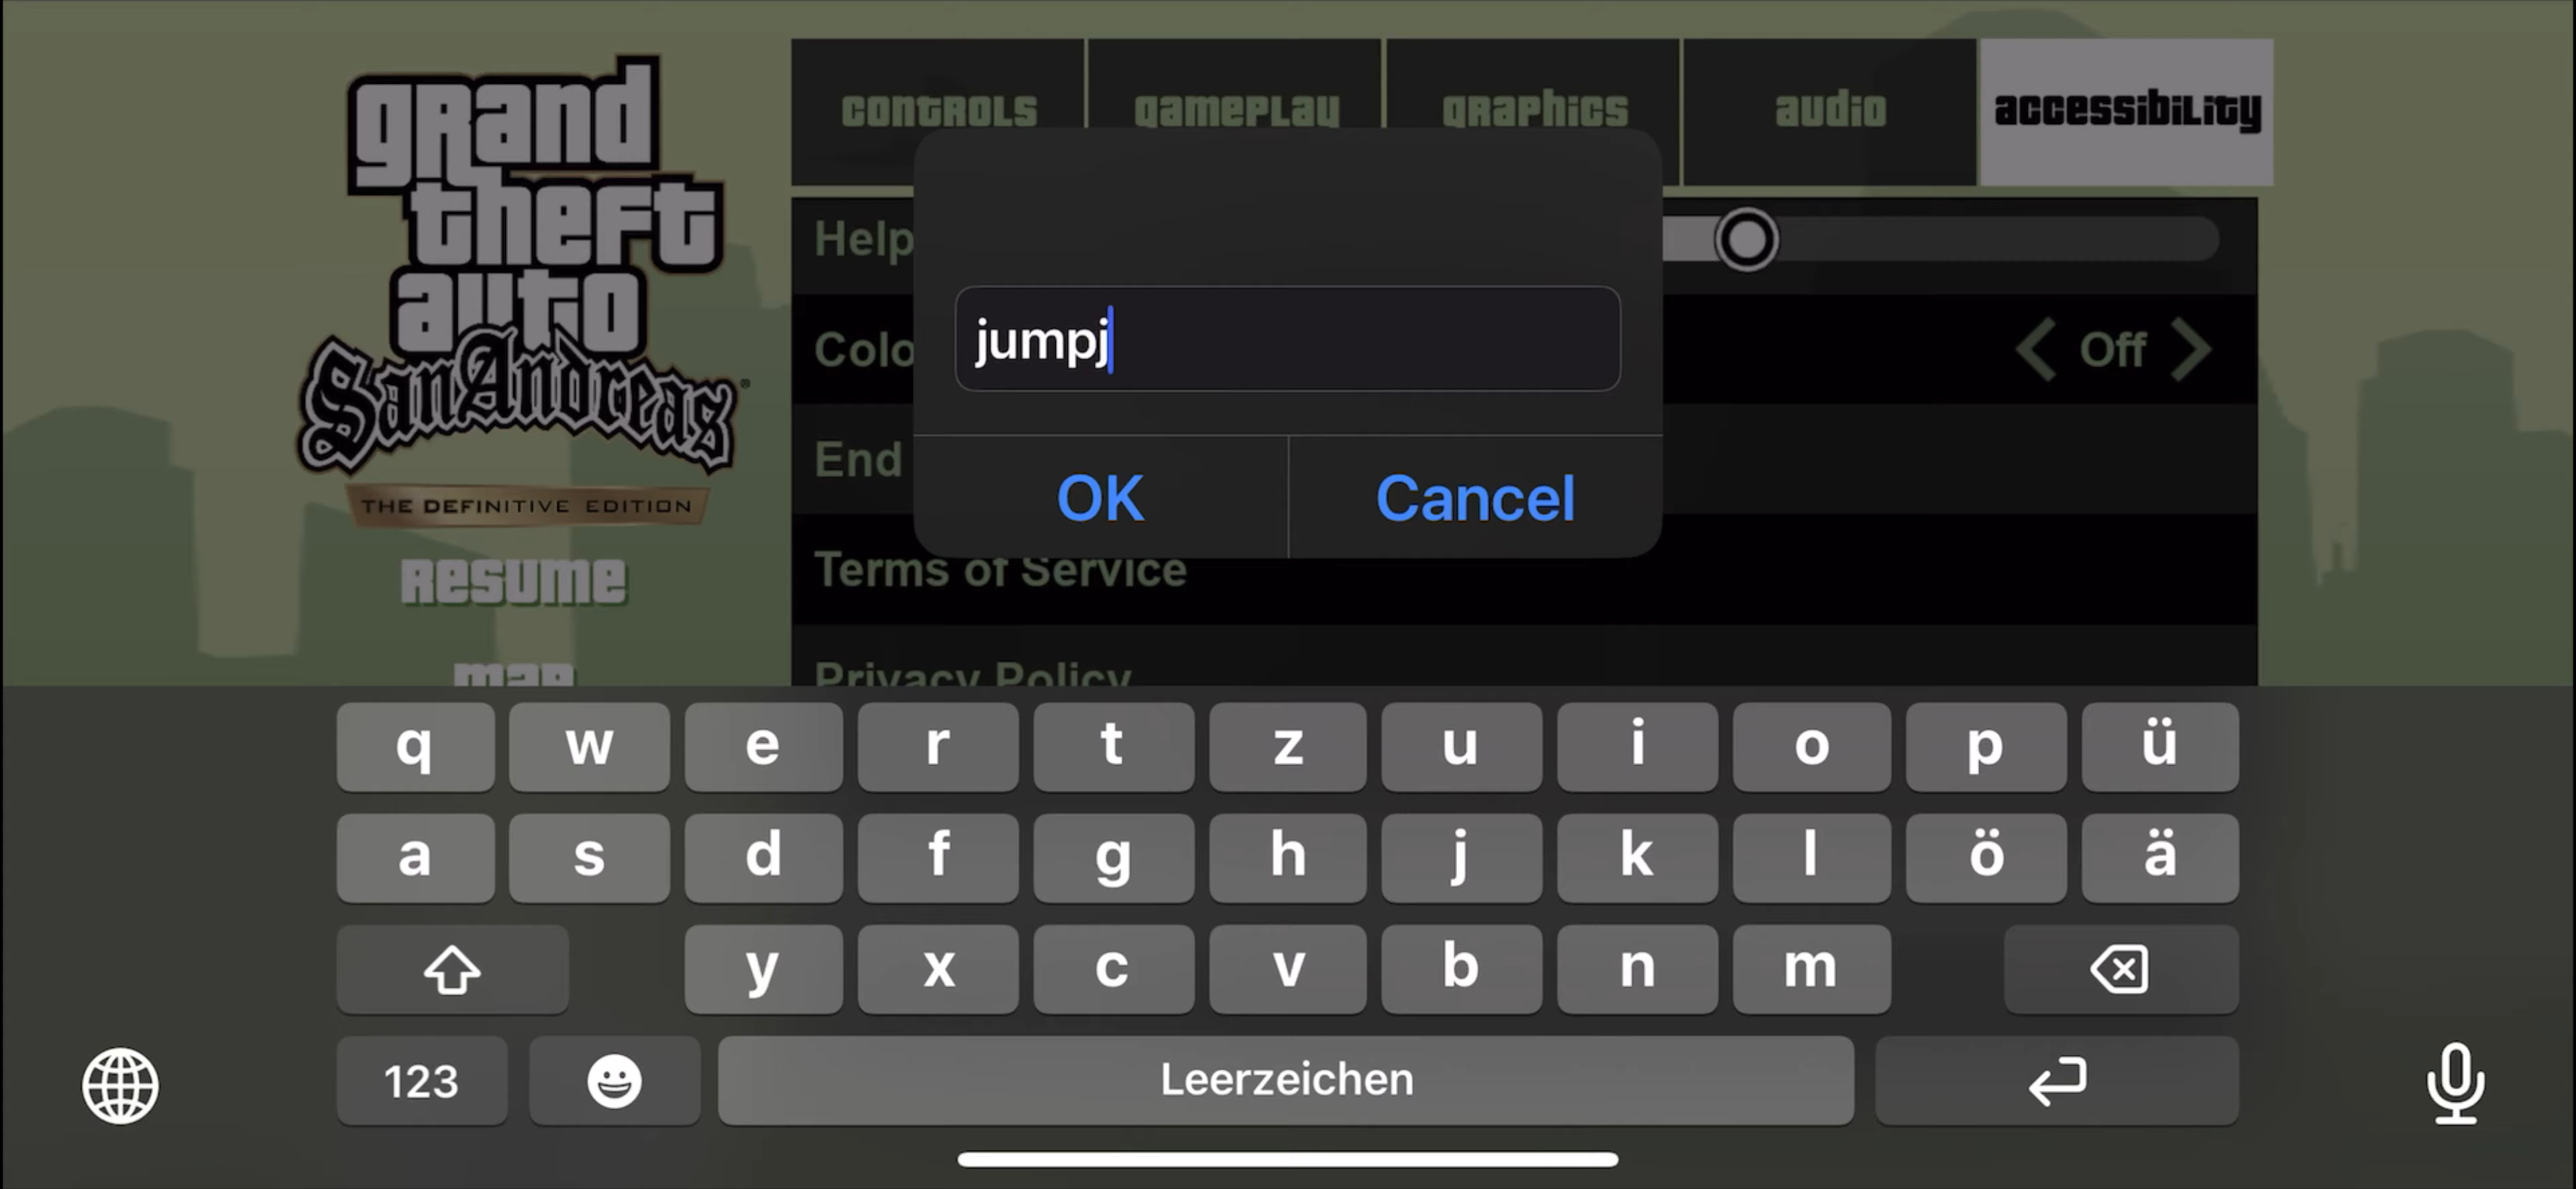 grand
theft
auto
San Andreas
®
THE DEFINITIVE EDITION
RESUME
map
CONTROLS gameplay graphics audio accessibility
Help
Colo
Off
End
Terms of Service
Privacy Policy
jumpj
OK Cancel
q w e r t z u i o p ü
a s d f g h j k l ö ä
y x c v b n m
123 Leerzeichen